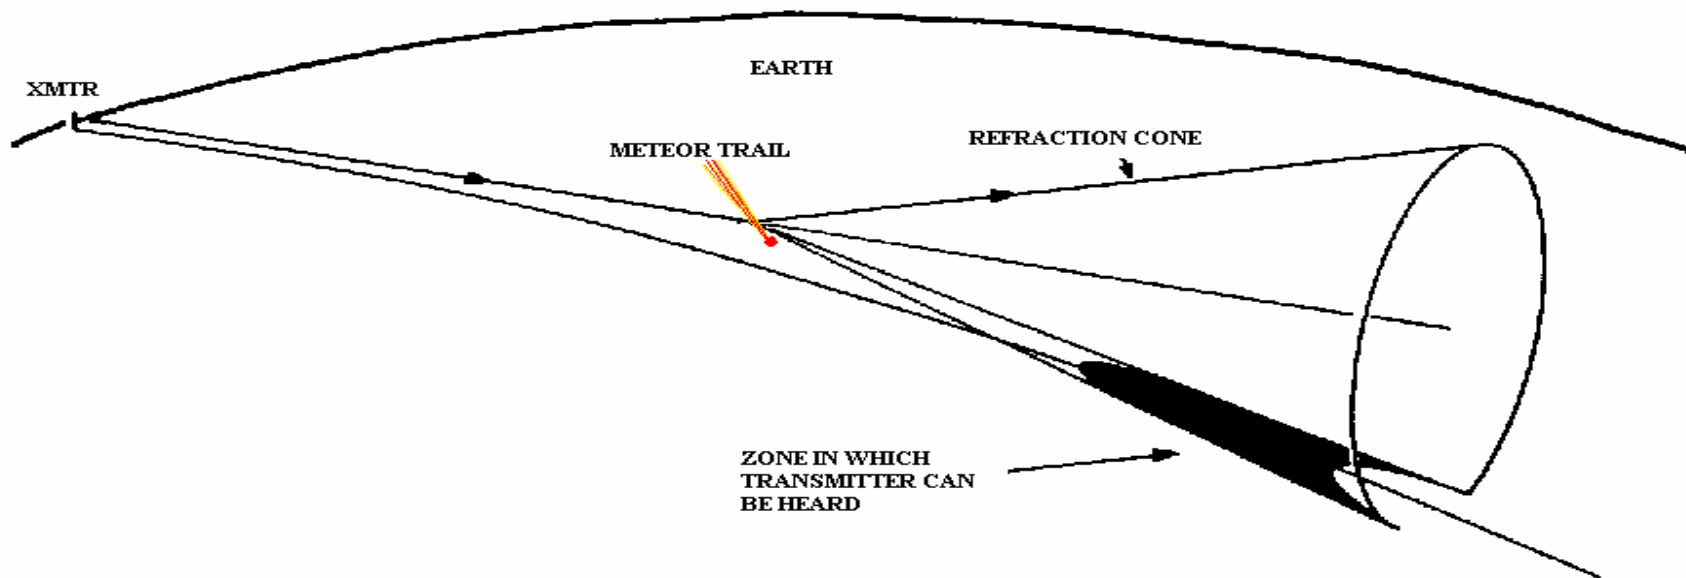 EARTH
XMTR
REFRACTION CONE
METEOR TRAIL
ZONE IN WHICH
TRANSMITTER CAN
BE HEARD